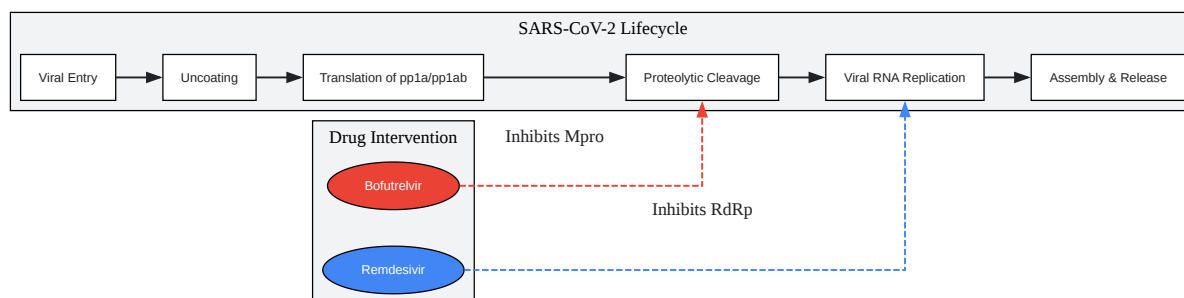 SARS-CoV-2 Lifecycle
Viral Entry
Uncoating
Translation of pp1a/pp1ab
Proteolytic Cleavage
Viral RNA Replication
Assembly & Release
Drug Intervention
Inhibits Mpro
Bofutrelvir
Inhibits RdRp
Remdesivir